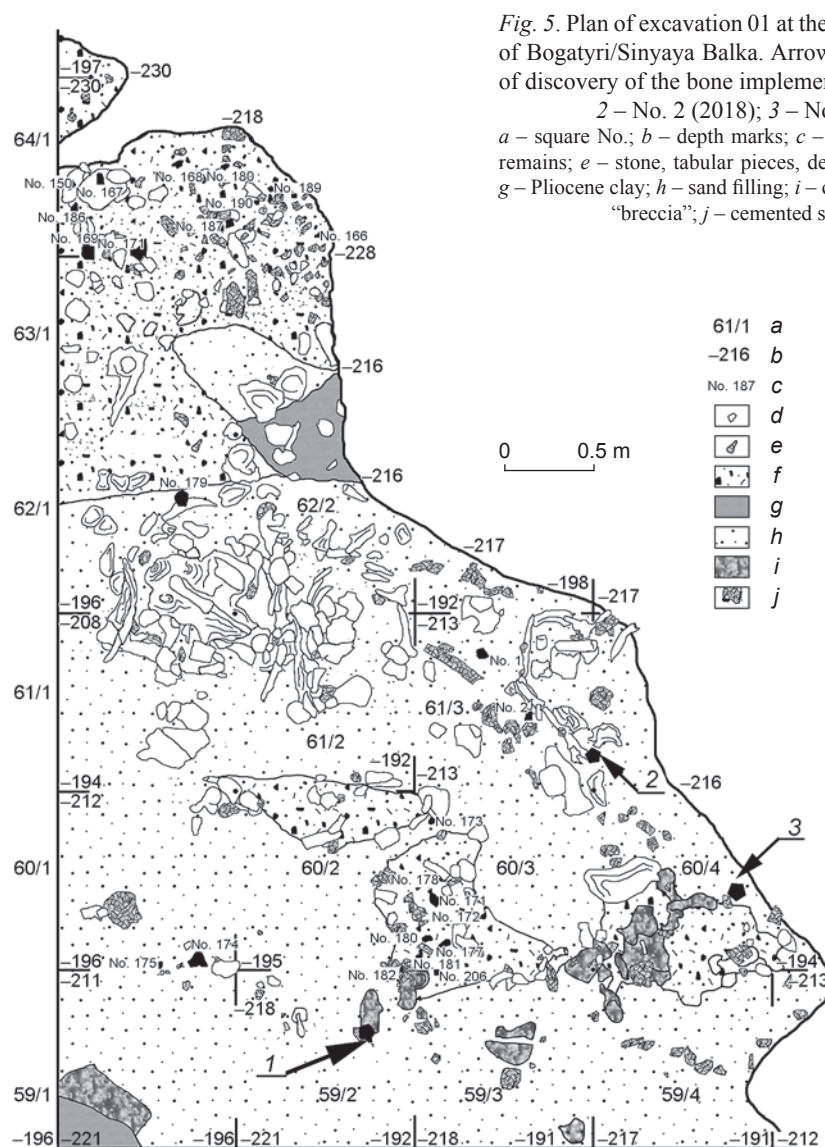 Fig. 5. Plan of excavation 01 at the
of Bogatyri/Sinyaya Balka. Arrow
of discovery of the bone implemen
2 – No. 2 (2018); 3 – No
a – square No.; b – depth marks; c –
remains; e – stone, tabular pieces, de
g – Pliocene clay; h – sand filling; i – c
“breccia”; j – cemented s
–197
–230
–230
64/1
–218
No. 150
No. 167
No. 168
No. 180
No. 189
No. 190
No. 186
No. 187
No. 169
No. 171
No. 166
–228
63/1
–216
61/1 a
–216 b
No. 187 c
d
e
f
g
h
i
j
0 0.5 m
–216
No. 179
62/1
62/2
–217
–196
–208
–192
–213
–198
–217
No. 1
61/1
61/3
No. 2
61/2
2
–216
–194
–212
–192
–213
No. 173
3
60/1
60/2
60/3
60/4
No. 178
No. 171
No. 172
No. 180
No. 177
No. 174
No. 175
No. 181
No. 182
No. 206
–196
–211
–195
–218
–194
–213
1
59/1
59/2
59/3
59/4
–196 –221
–196 –221
–192 –218
–191 –217
–191 –212